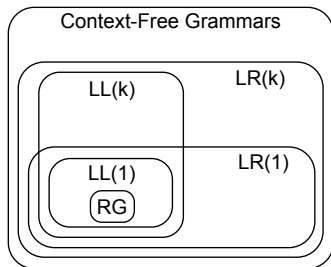 Context-Free Grammars
LL(k)
LR(k)
LR(1)
LL(1)
RG